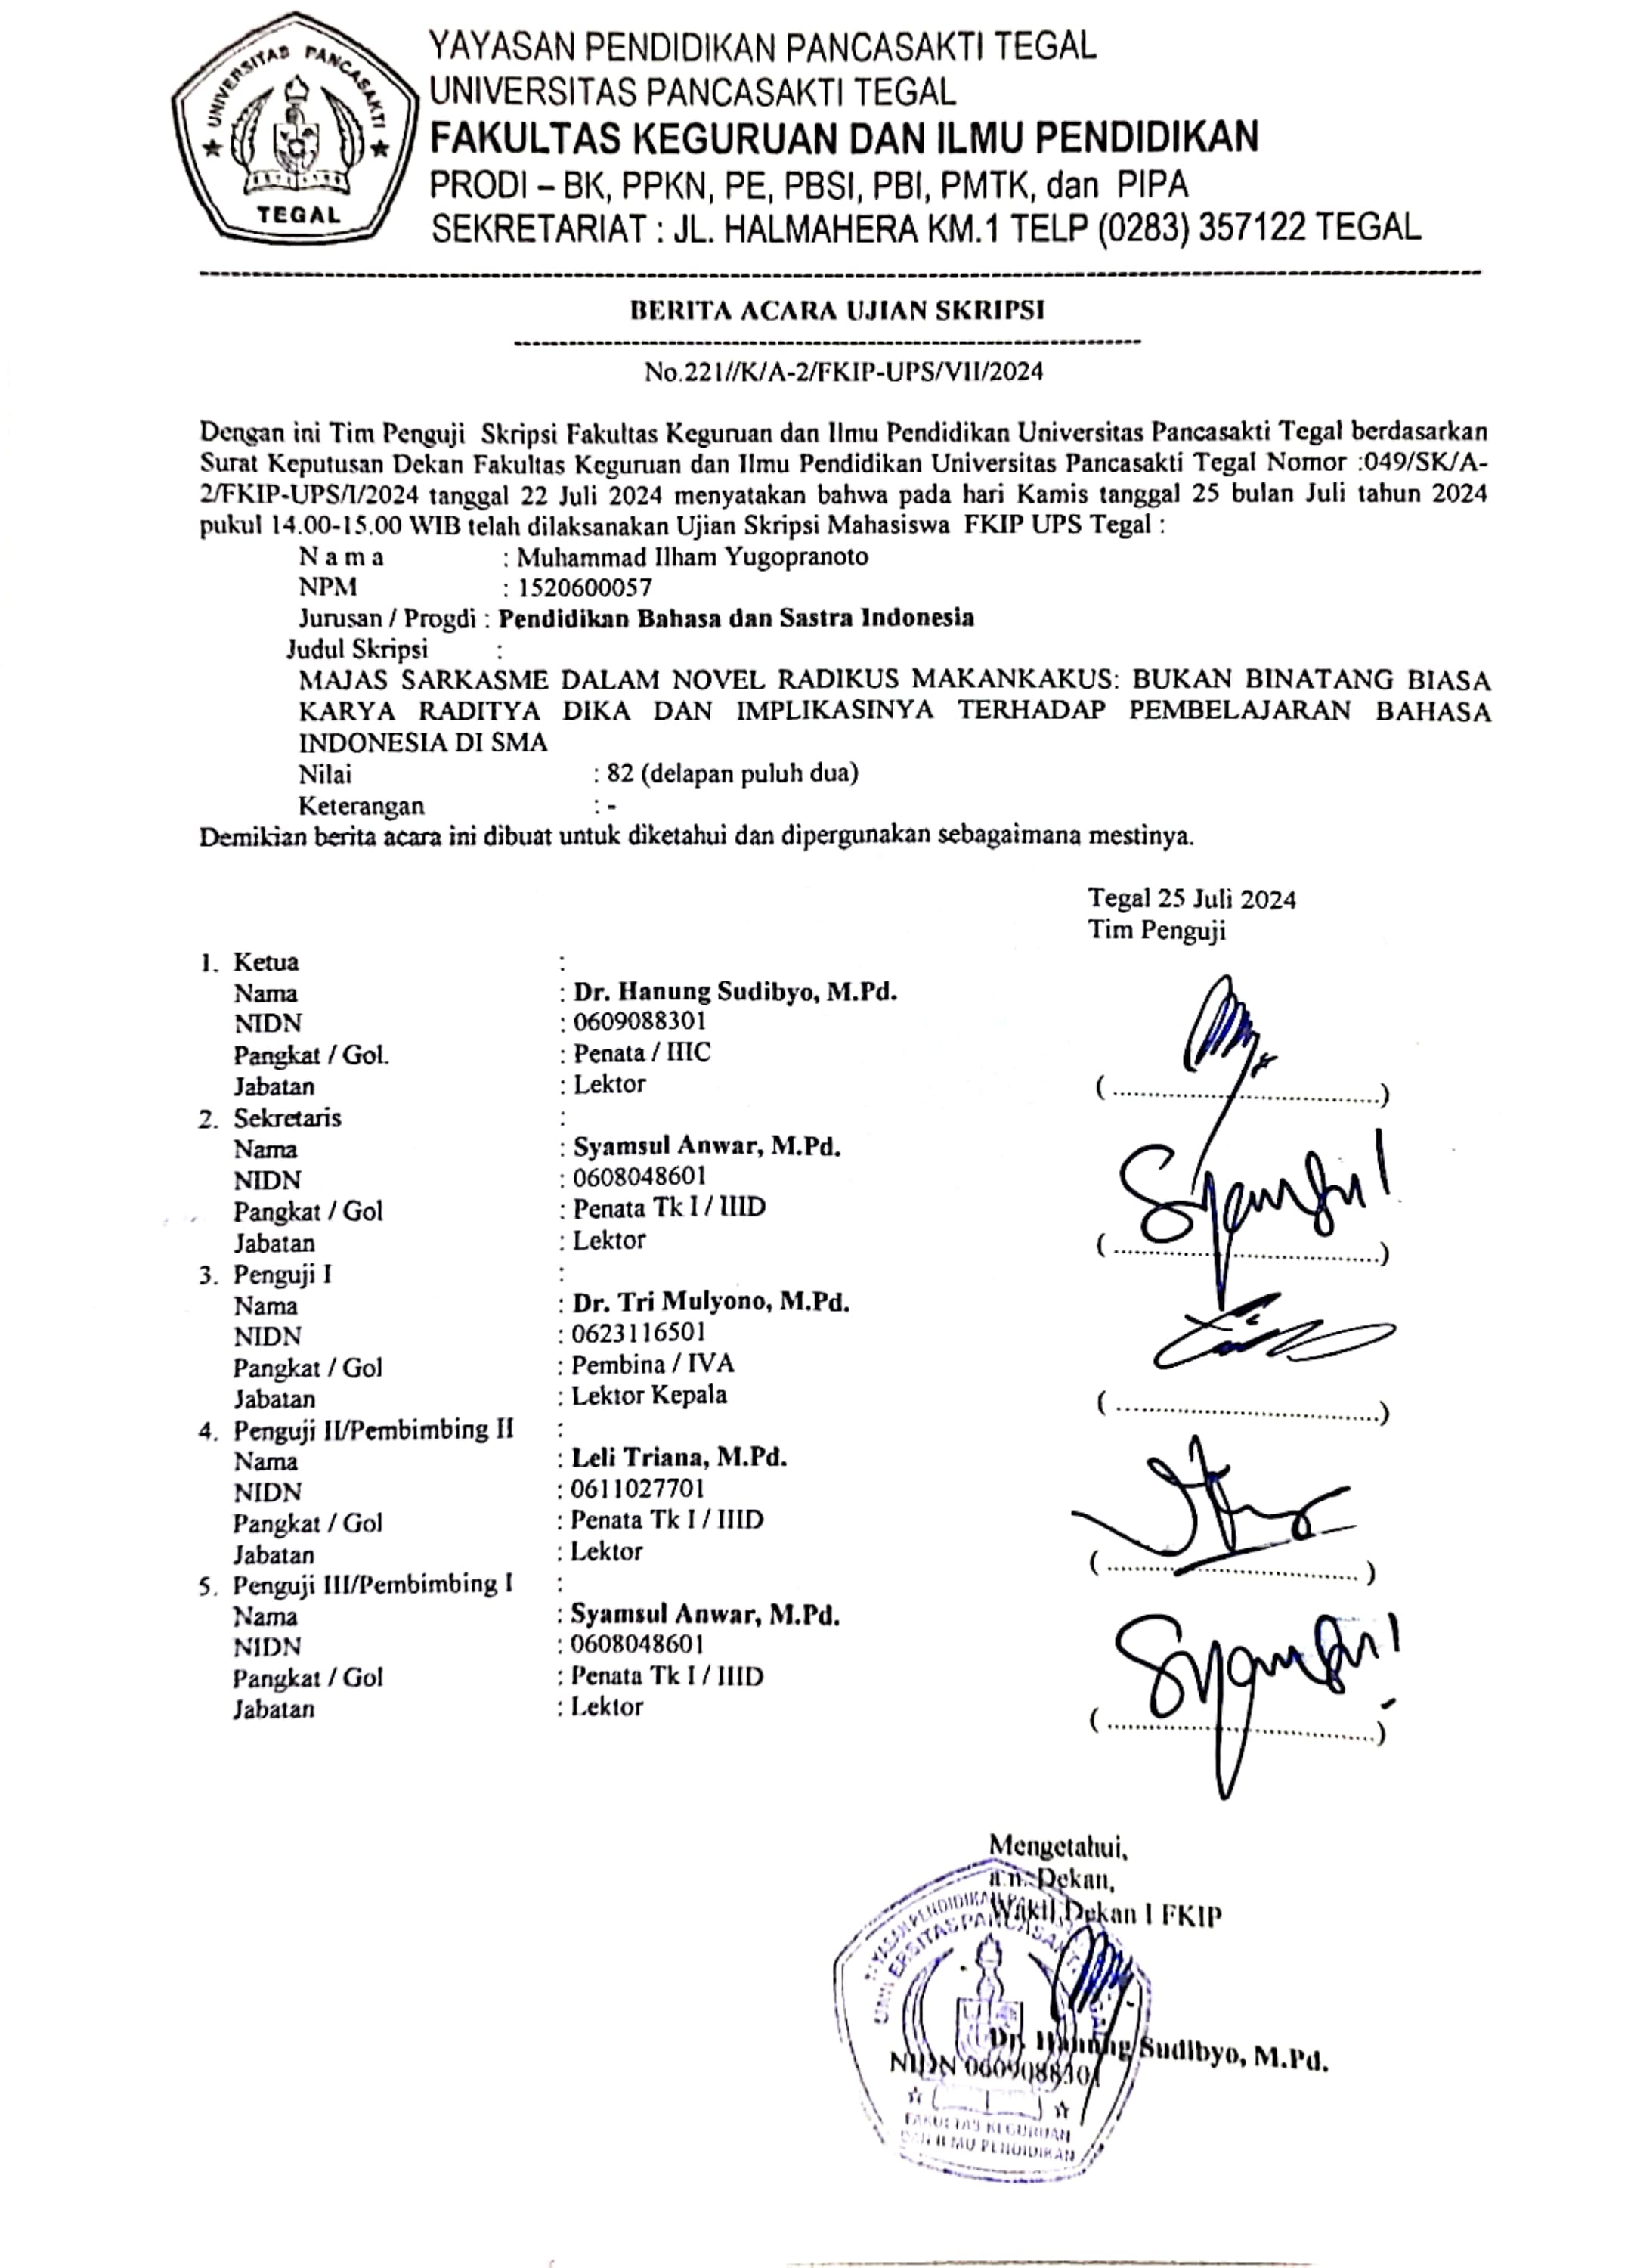 UNIVERSITAS PANCASAKTI
TEGAL
YAYASAN PENDIDIKAN PANCASAKTI TEGAL
UNIVERSITAS PANCASAKTI TEGAL
FAKULTAS KEGURUAN DAN ILMU PENDIDIKAN
PRODI – BK, PPKN, PE, PBSI, PBI, PMTK, dan PIPA
SEKRETARIAT : JL. HALMAHERA KM.1 TELP (0283) 357122 TEGAL
BERITA ACARA UJIAN SKRIPSI
No.221//K/A-2/FKIP-UPS/VII/2024
Dengan ini Tim Penguji Skripsi Fakultas Keguruan dan Ilmu Pendidikan Universitas Pancasakti Tegal berdasarkan
Surat Keputusan Dekan Fakultas Keguruan dan Ilmu Pendidikan Universitas Pancasakti Tegal Nomor :049/SK/A-
2/FKIP-UPS/I/2024 tanggal 22 Juli 2024 menyatakan bahwa pada hari Kamis tanggal 25 bulan Juli tahun 2024
pukul 14.00-15.00 WIB telah dilaksanakan Ujian Skripsi Mahasiswa FKIP UPS Tegal :
N a m a : Muhammad Ilham Yugopranoto
NPM : 1520600057
Jurusan / Progdi : Pendidikan Bahasa dan Sastra Indonesia
Judul Skripsi :
MAJAS SARKASME DALAM NOVEL RADIKUS MAKANKAKUS: BUKAN BINATANG BIASA
KARYA RADITYA DIKA DAN IMPLIKASINYA TERHADAP PEMBELAJARAN BAHASA
INDONESIA DI SMA
Nilai : 82 (delapan puluh dua)
Keterangan : -
Demikian berita acara ini dibuat untuk diketahui dan dipergunakan sebagaimana mestinya.
Tegal 25 Juli 2024
Tim Penguji
1. Ketua :
Nama : Dr. Hanung Sudibyo, M.Pd.
NIDN : 0609088301
Pangkat / Gol. : Penata / IIIC
Jabatan : Lektor (..............................)
2. Sekretaris :
Nama : Syamsul Anwar, M.Pd.
NIDN : 0608048601
Pangkat / Gol : Penata Tk I / IIID
Jabatan : Lektor (..............................)
3. Penguji I :
Nama : Dr. Tri Mulyono, M.Pd.
NIDN : 0623116501
Pangkat / Gol : Pembina / IVA
Jabatan : Lektor Kepala (..............................)
4. Penguji II/Pembimbing II :
Nama : Leli Triana, M.Pd.
NIDN : 0611027701
Pangkat / Gol : Penata Tk I / IIID
Jabatan : Lektor (..............................)
5. Penguji III/Pembimbing I :
Nama : Syamsul Anwar, M.Pd.
NIDN : 0608048601
Pangkat / Gol : Penata Tk I / IIID
Jabatan : Lektor (..............................)
Mengetahui,
a.n. Dekan,
Wakil Dekan I FKIP
Dr. Hanung Sudibyo, M.Pd.
NIDN 0609088301
UNIVERSITAS PANCASAKTI
FAKULTAS KEGURUAN
DAN ILMU PENDIDIKAN